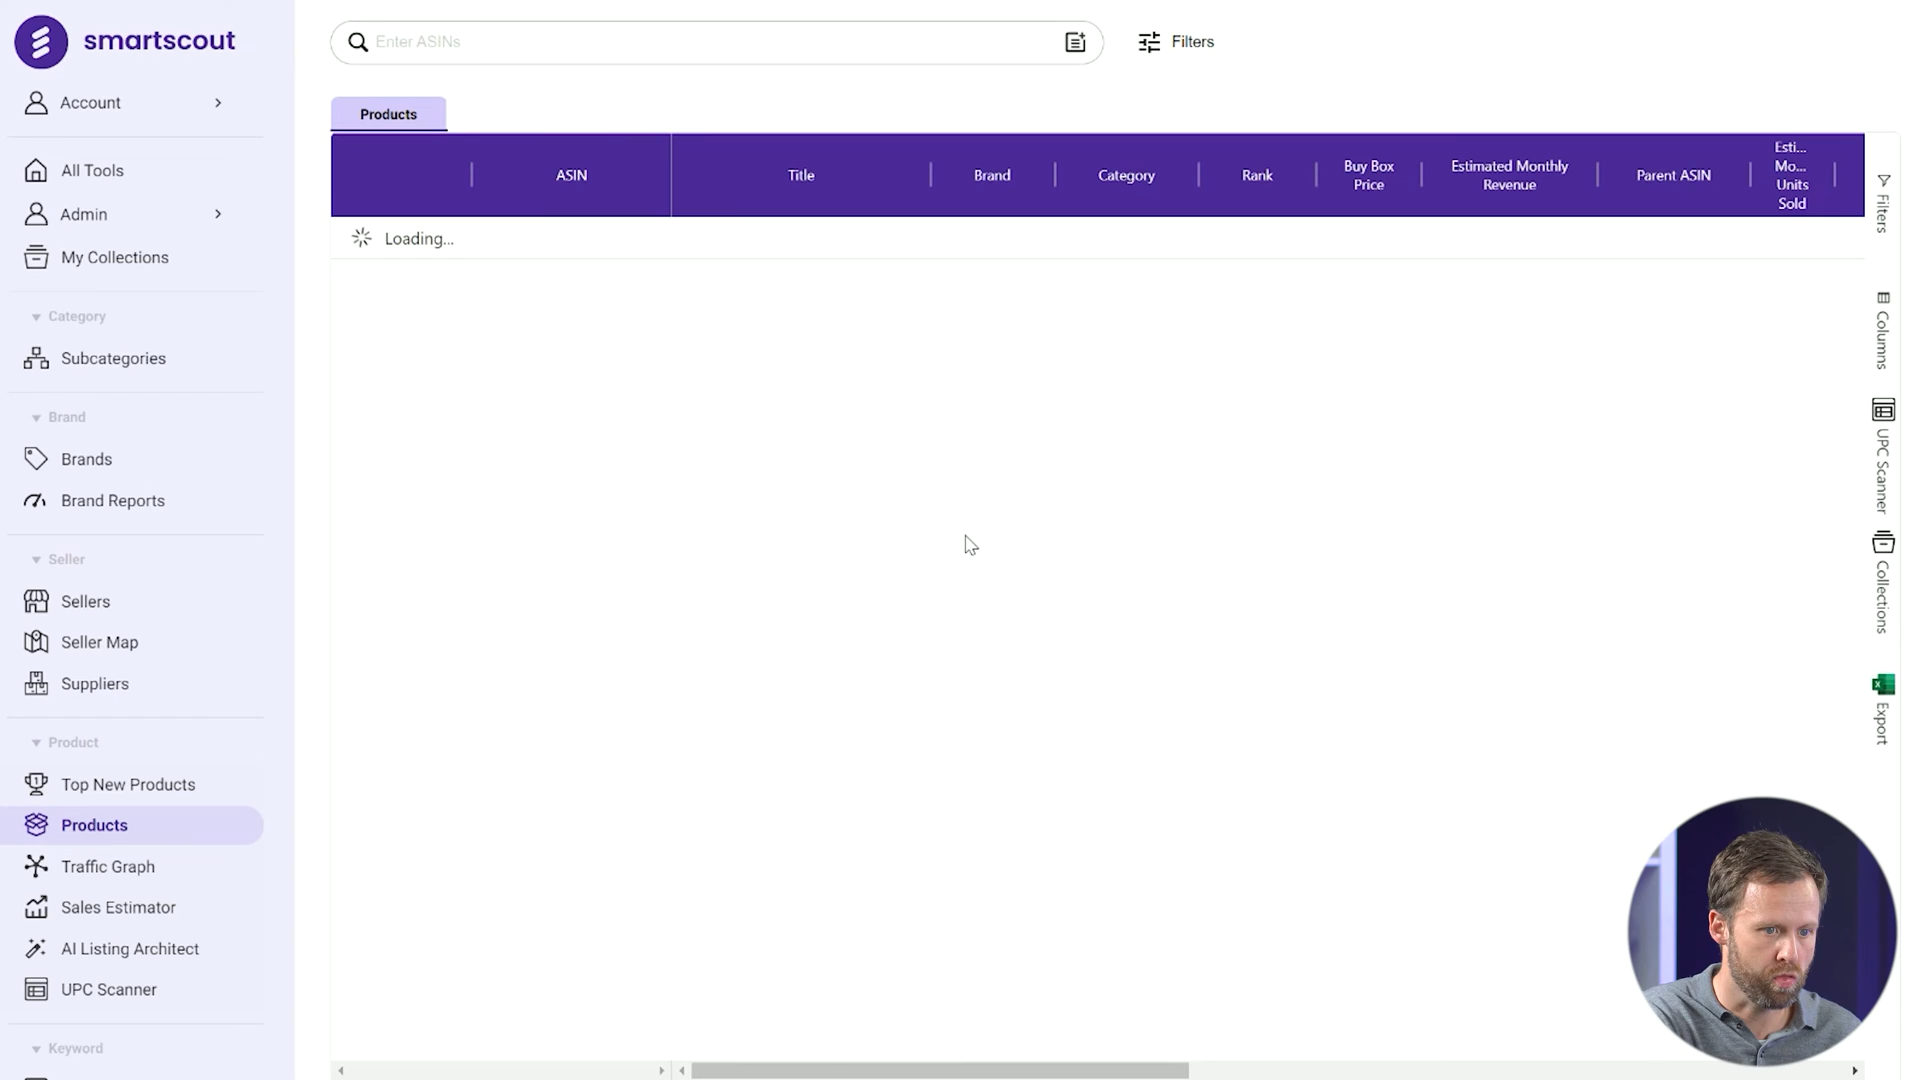 smartscout
Enter ASINs
Filters
Account
All Tools
Admin
My Collections
Category
Subcategories
Brand
Brands
Brand Reports
Seller
Sellers
Seller Map
Suppliers
Product
Top New Products
Products
Traffic Graph
Sales Estimator
AI Listing Architect
UPC Scanner
Keyword
Products
ASIN
Title
Brand
Category
Rank
Buy Box
Price
Estimated Monthly
Revenue
Parent ASIN
Esti...
Mo...
Units
Sold
Loading...
Filters
Columns
UPC Scanner
Collections
Export